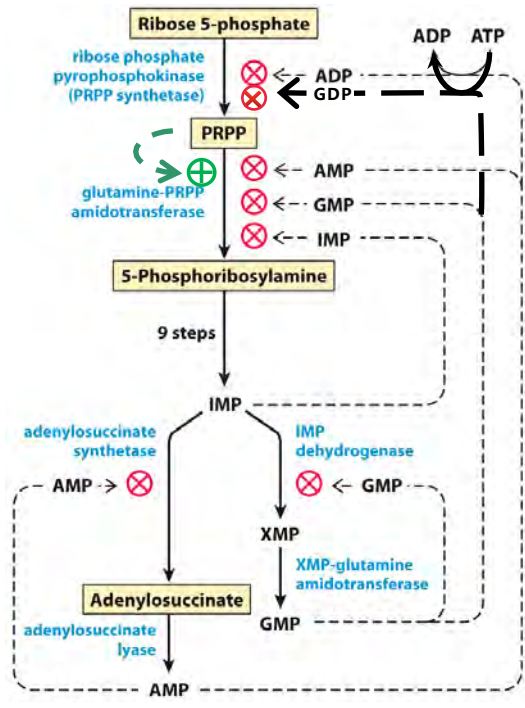 Ribose 5-phosphate
ADP ATP
ribose phosphate
pyrophosphokinase
(PRPP synthetase)
ADP
GDP
PRPP
AMP
glutamine-PRPP
amidotransferase
GMP
IMP
5-Phosphoribosylamine
9 steps
IMP
adenylosuccinate
synthetase
IMP
dehydrogenase
AMP
GMP
XMP
XMP-glutamine
amidotransferase
Adenylosuccinate
GMP
adenylosuccinate
lyase
AMP